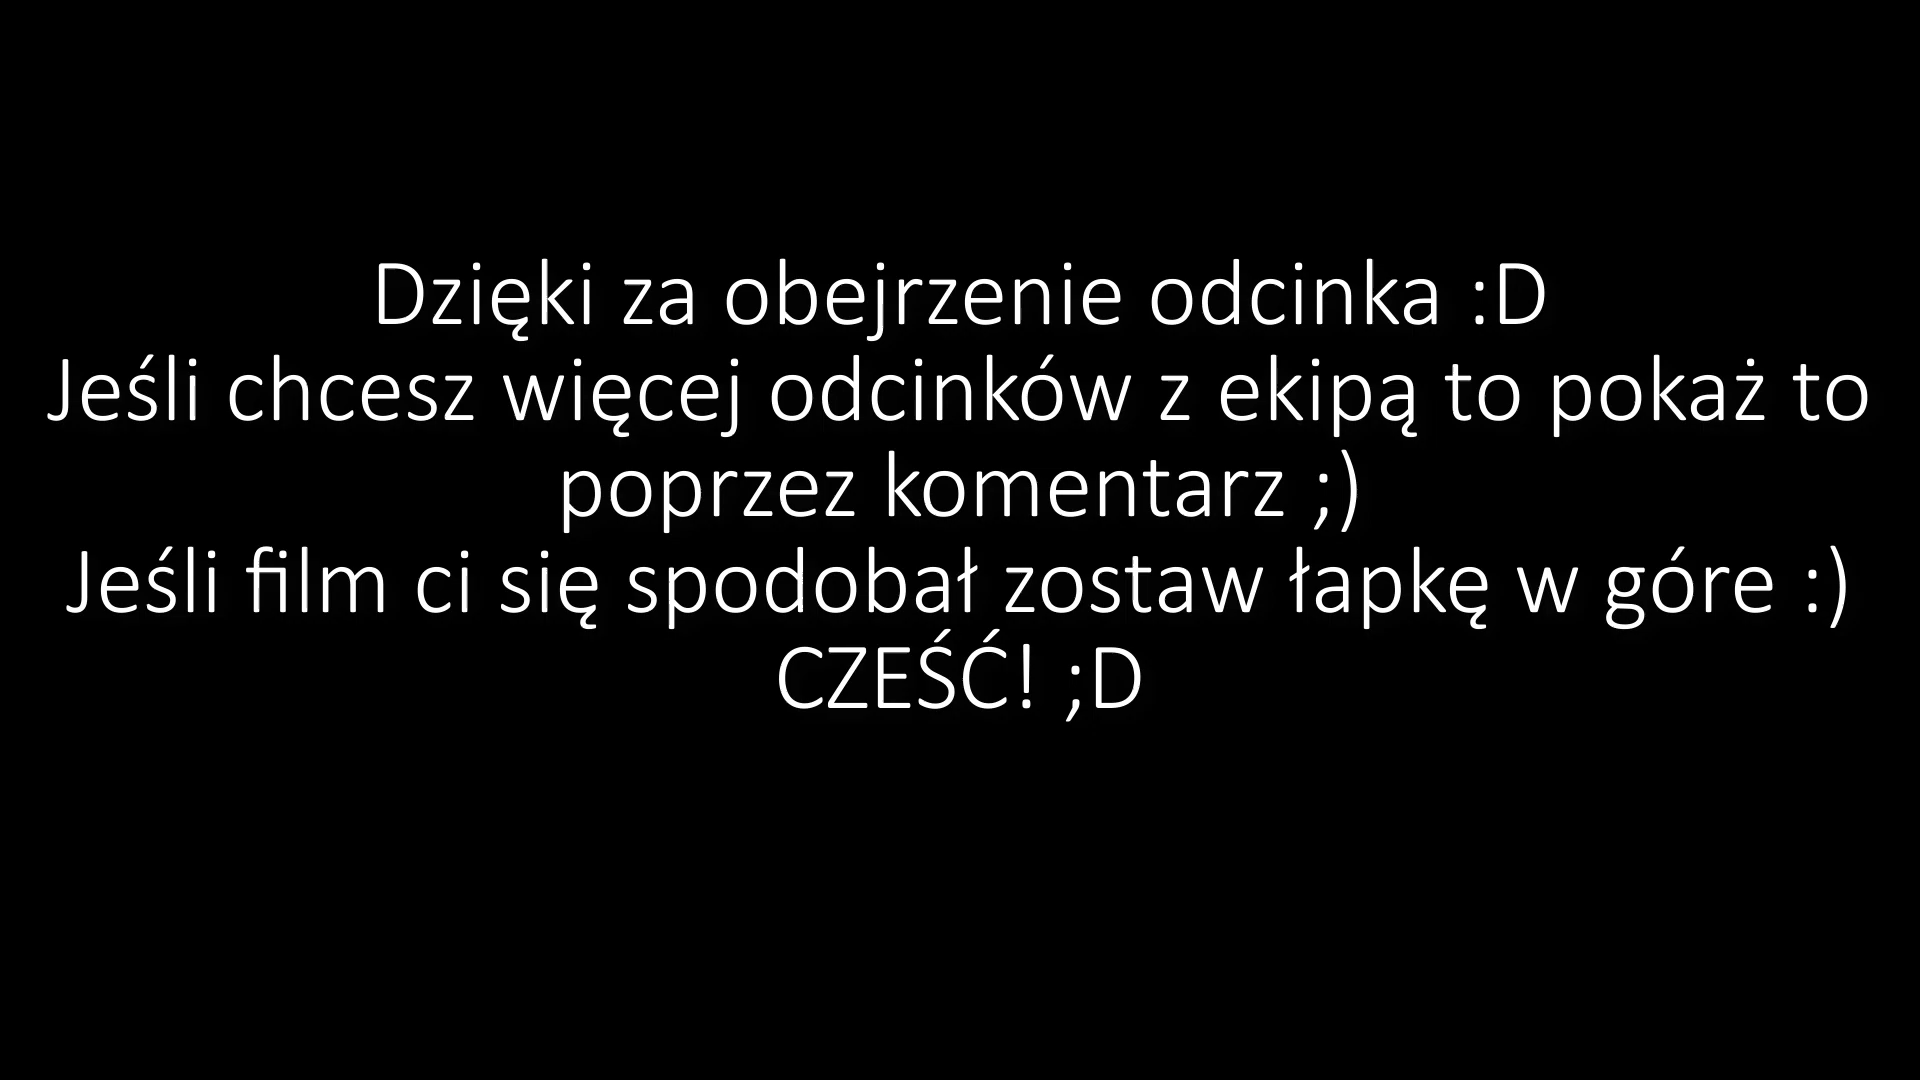 Dzięki za obejrzenie odcinka :D
Jeśli chcesz więcej odcinków z ekipą to pokaż to
poprzez komentarz ;)
Jeśli film ci się spodobał zostaw łapkę w góre :)
CZEŚĆ! ;D